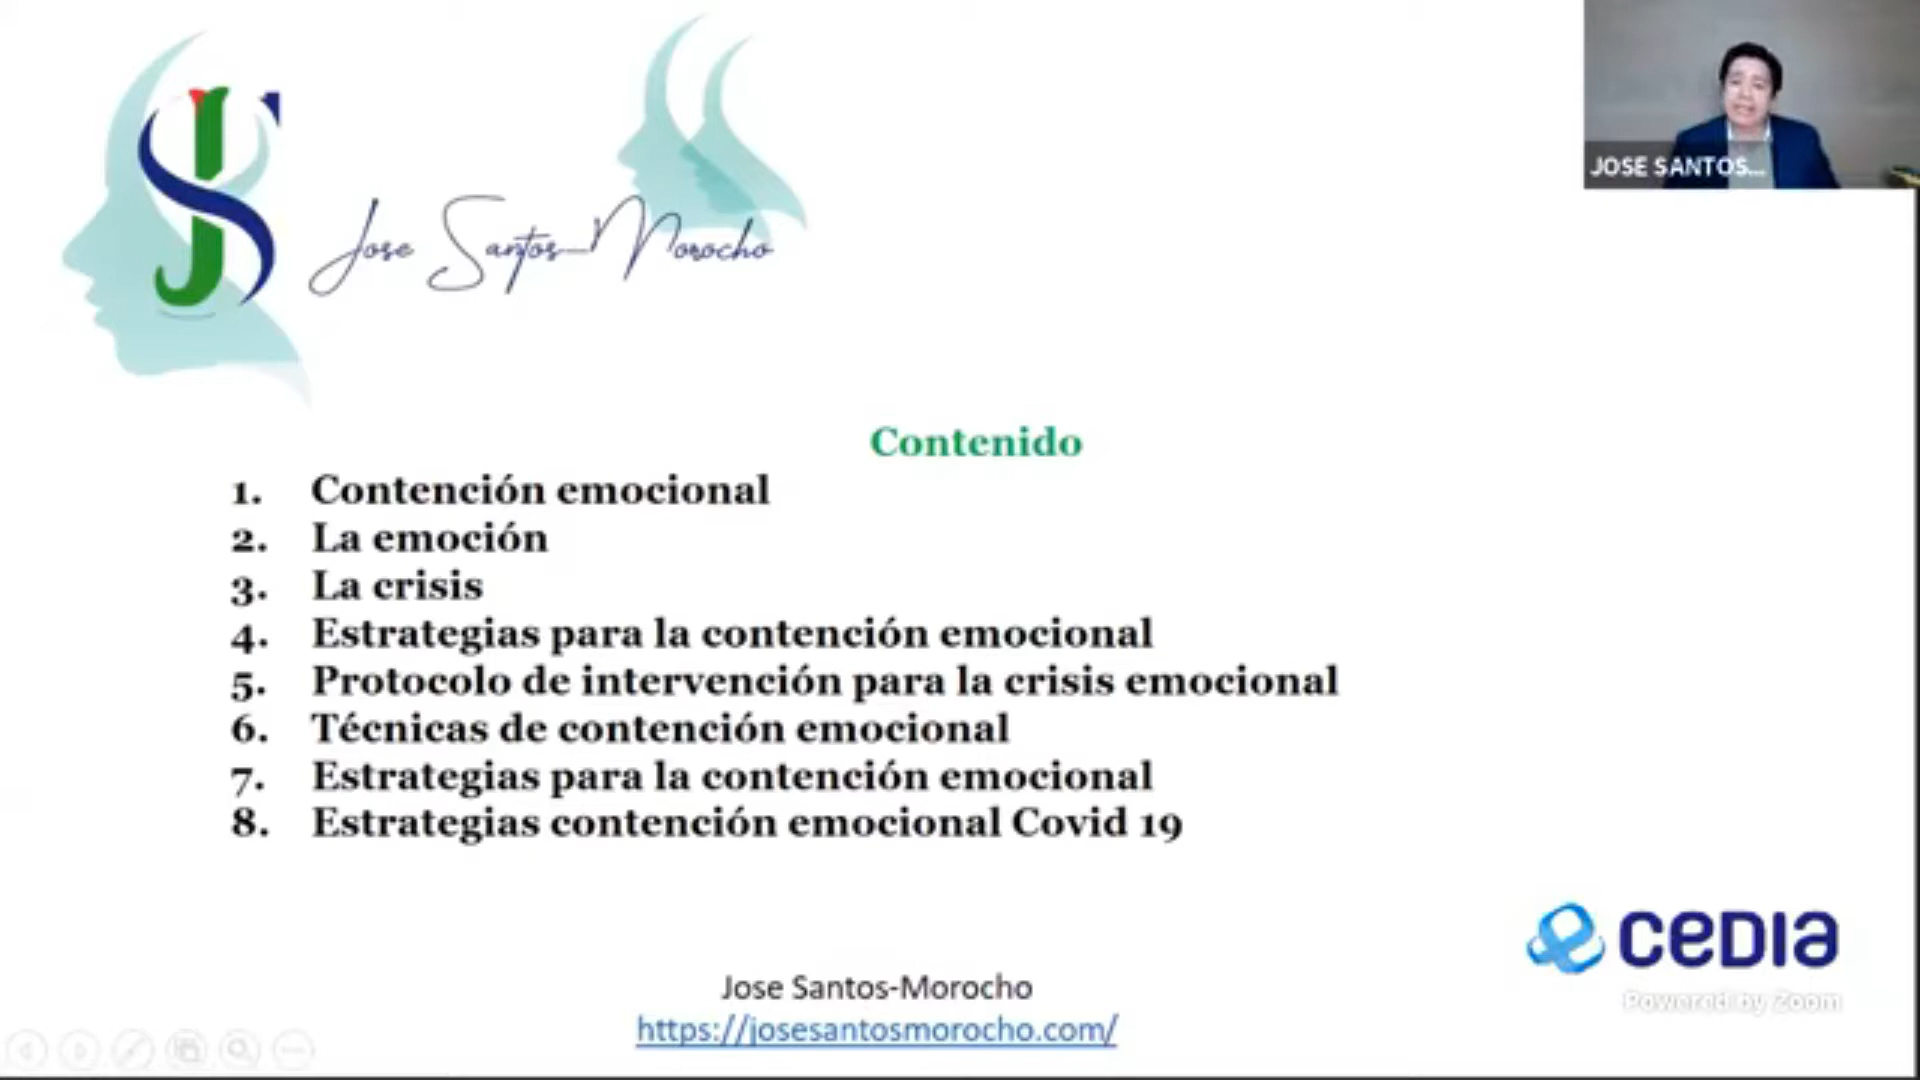 JS
Jose Santos-Morocho
JOSE SANTOS...
Contenido
1. Contención emocional
2. La emoción
3. La crisis
4. Estrategias para la contención emocional
5. Protocolo de intervención para la crisis emocional
6. Técnicas de contención emocional
7. Estrategias para la contención emocional
8. Estrategias contención emocional Covid 19
ceDIa
Powered by Zoom
Jose Santos-Morocho
https://josesantosmorocho.com/